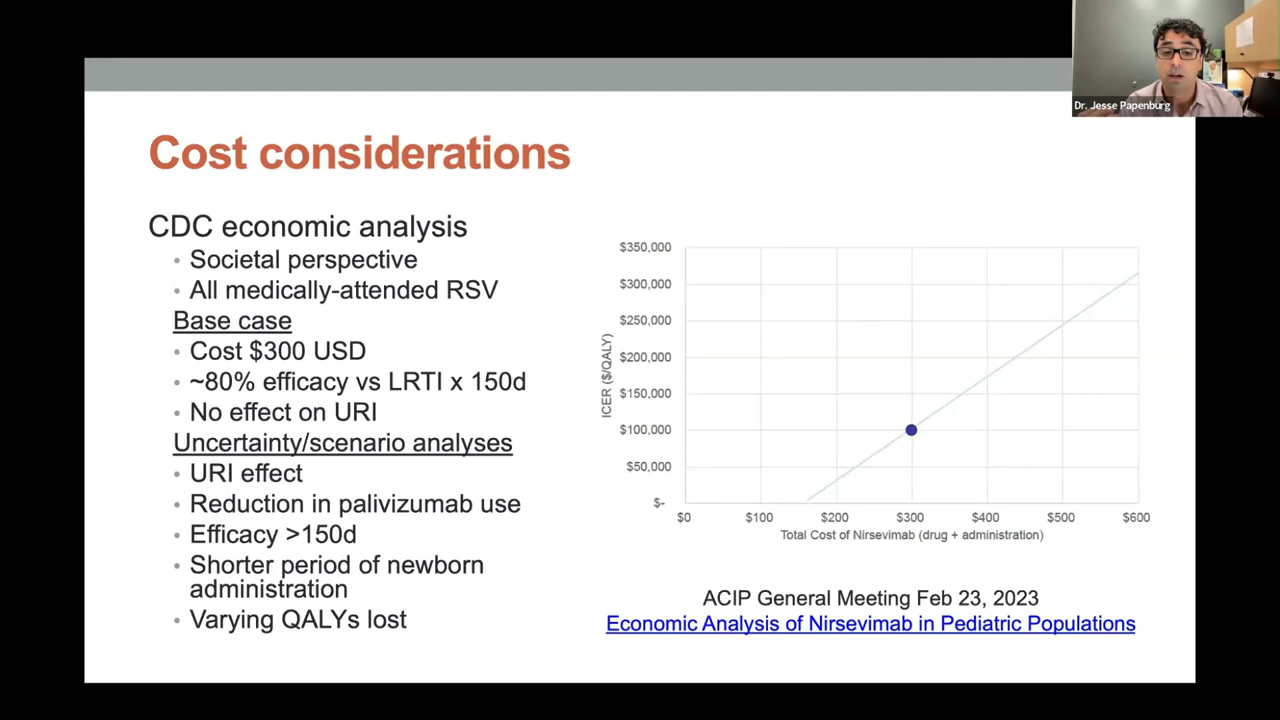 Dr. Jesse Papenburg
Cost considerations
CDC economic analysis
• Societal perspective
• All medically-attended RSV
Base case
• Cost $300 USD
• ~80% efficacy vs LRTI x 150d
• No effect on URI
Uncertainty/scenario analyses
• URI effect
• Reduction in palivizumab use
• Efficacy >150d
• Shorter period of newborn
administration
• Varying QALYs lost
ICER ($/QALY)
$350,000
$300,000
$250,000
$200,000
$150,000
$100,000
$50,000
$-
$0 $100 $200 $300 $400 $500 $600
Total Cost of Nirsevimab (drug + administration)
ACIP General Meeting Feb 23, 2023
Economic Analysis of Nirsevimab in Pediatric Populations